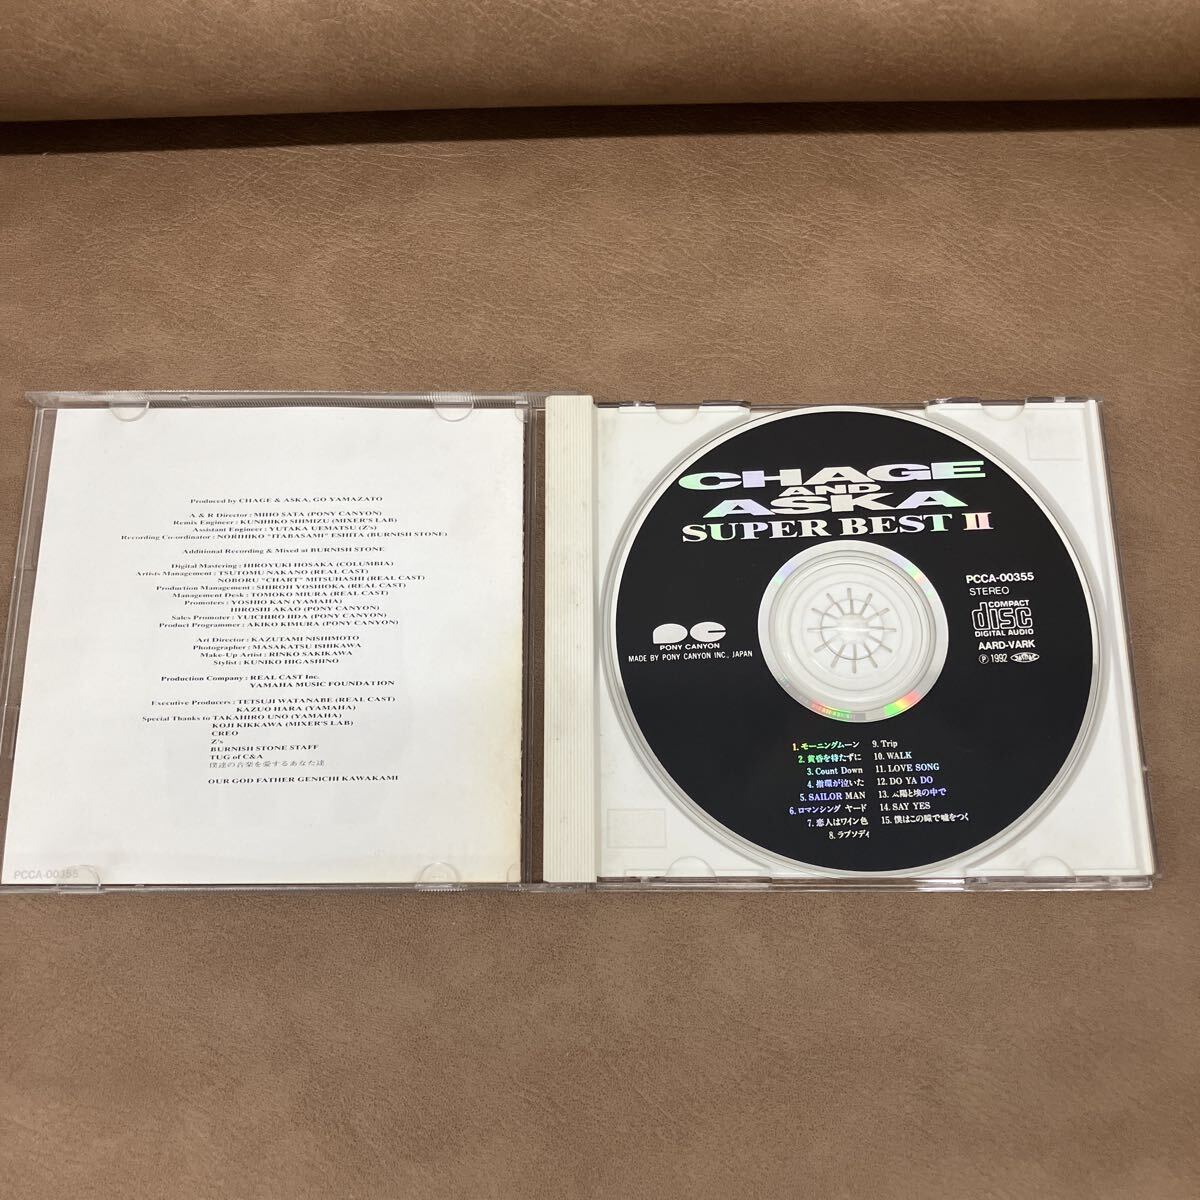 Produced by CHAGE & ASKA, GO YAMAZATO
A & R Director : MIHO SATA (PONY CANYON)
Remix Engineer : KUNIHIKO SHIMIZU (MIXER'S LAB)
Assistant Engineer : YUTAKA UEMATSU (Z's)
Recording Co-ordinator : NORIHIKO "ITABASAMI" ESHITA (BURNISH STONE)
Additional Recording & Mixed at BURNISH STONE
Digital Mastering : HIROYUKI HOSAKA (COLUMBIA)
Artists Management : TSUTOMU NAKANO (REAL CAST)
NOBORU "CHART" MITSUHASHI (REAL CAST)
Production Management : SHIROH YOSHIOKA (REAL CAST)
Management Desk : TOMOKO MIURA (REAL CAST)
Promoters : YOSHIO KAN (YAMAHA)
HIROSHI AKAO (PONY CANYON)
Sales Promoter : YUICHIRO IIDA (PONY CANYON)
Product Programmer : AKIKO KIMURA (PONY CANYON)
Art Director : KAZUTAMI NISHIMOTO
Photographer : MASAKATSU ISHIKAWA
Make-Up Artist : RINKO SAKIKAWA
Stylist : KUNIKO HIGASHINO
Production Company : REAL CAST Inc.
YAMAHA MUSIC FOUNDATION
Executive Producers : TETSUJI WATANABE (REAL CAST)
KAZUO HARA (YAMAHA)
Special Thanks to TAKAHIRO UNO (YAMAHA)
KOJI KIKKAWA (MIXER'S LAB)
CREO
Z's
BURNISH STONE STAFF
TUG of C&A
僕達の音楽を愛するあなた達
OUR GOD FATHER GENICHI KAWAKAMI
PCCA-00355
CHAGE
AND
ASKA
SUPER BEST II
PONY CANYON
MADE BY PONY CANYON INC., JAPAN
PCCA-00355
STEREO
COMPACT
disc
DIGITAL AUDIO
AARD-VARK
Ⓟ 1992
1. モーニングムーン
2. 黄昏を待たずに
3. Count Down
4. 指環が泣いた
5. SAILOR MAN
6. ロマンシング ヤード
7. 恋人はワイン色
8. ラプソディ
9. Trip
10. WALK
11. LOVE SONG
12. DO YA DO
13. 太陽と埃の中で
14. SAY YES
15. 僕はこの瞳で嘘をつく